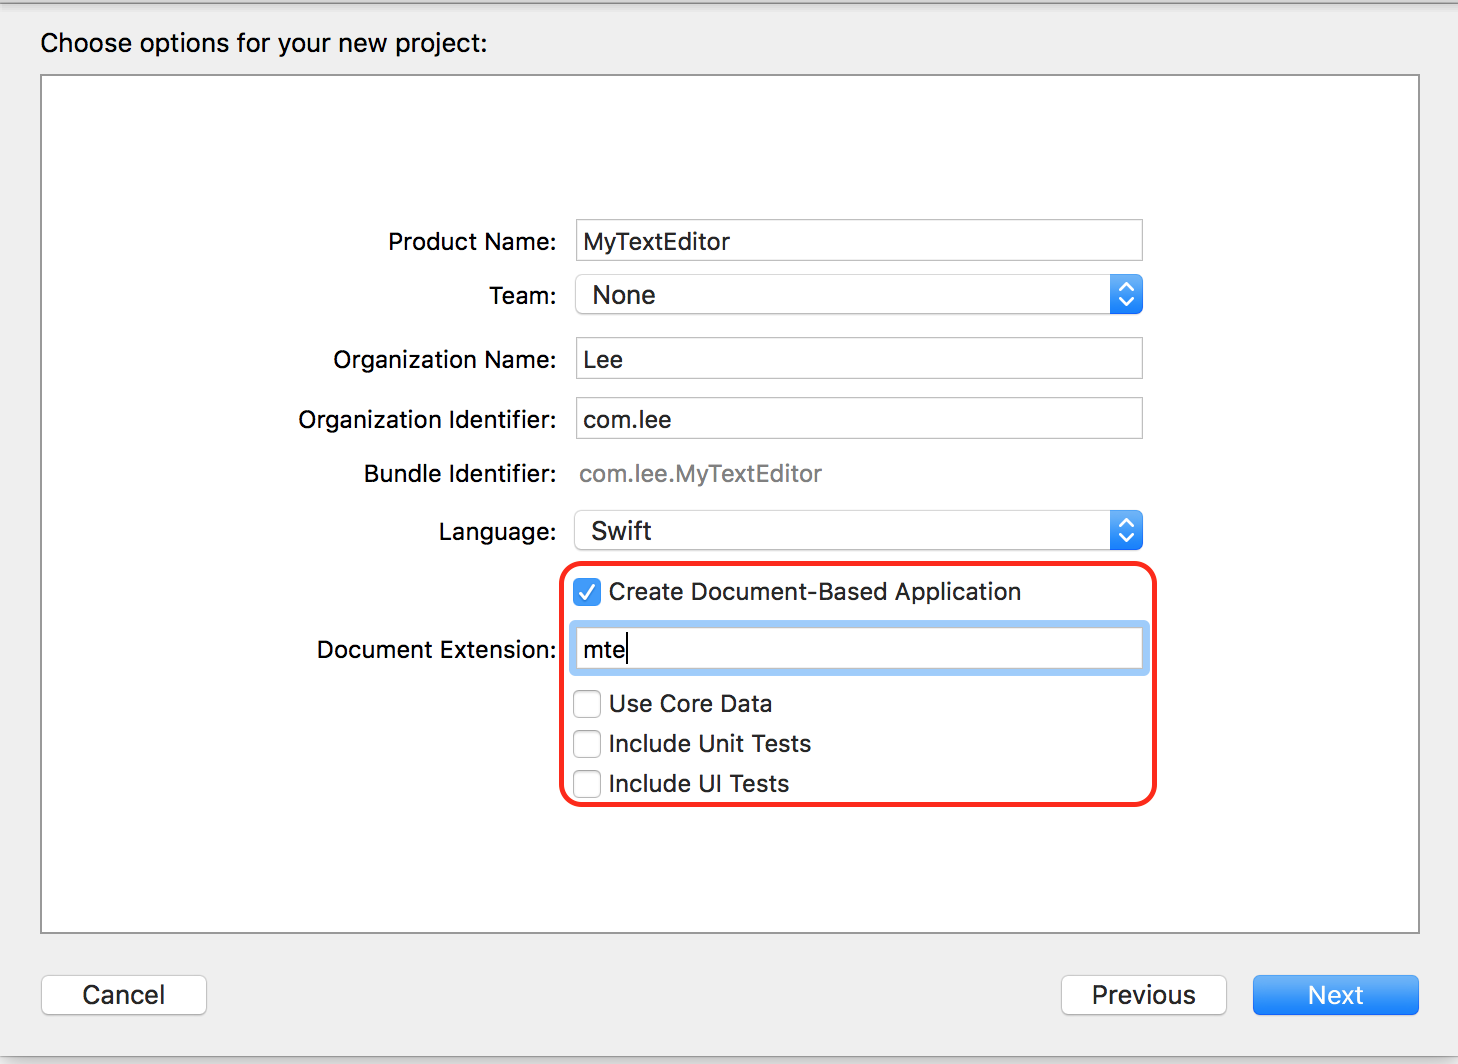 Choose options for your new project:
Product Name: MyTextEditor
Team: None
Organization Name: Lee
Organization Identifier: com.lee
Bundle Identifier: com.lee.MyTextEditor
Language: Swift
Create Document-Based Application
Document Extension: mte
Use Core Data
Include Unit Tests
Include UI Tests
Cancel Previous Next